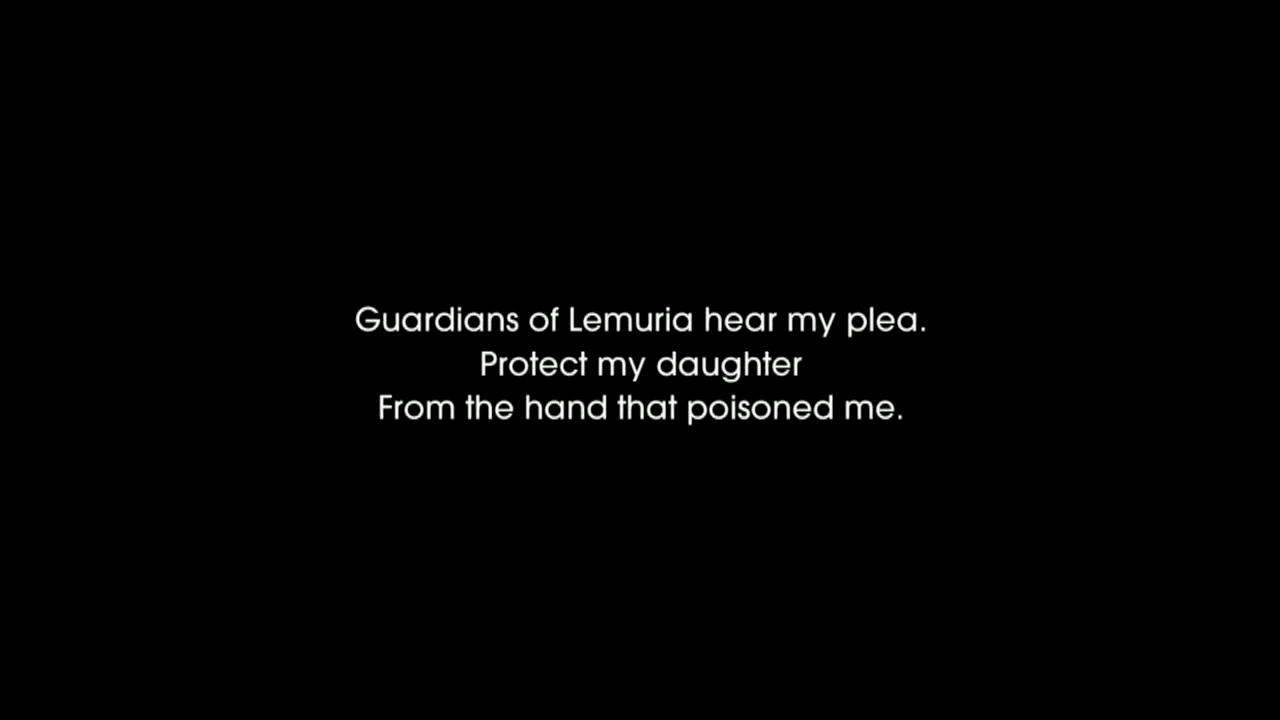 Guardians of Lemuria hear my plea.
Protect my daughter
From the hand that poisoned me.